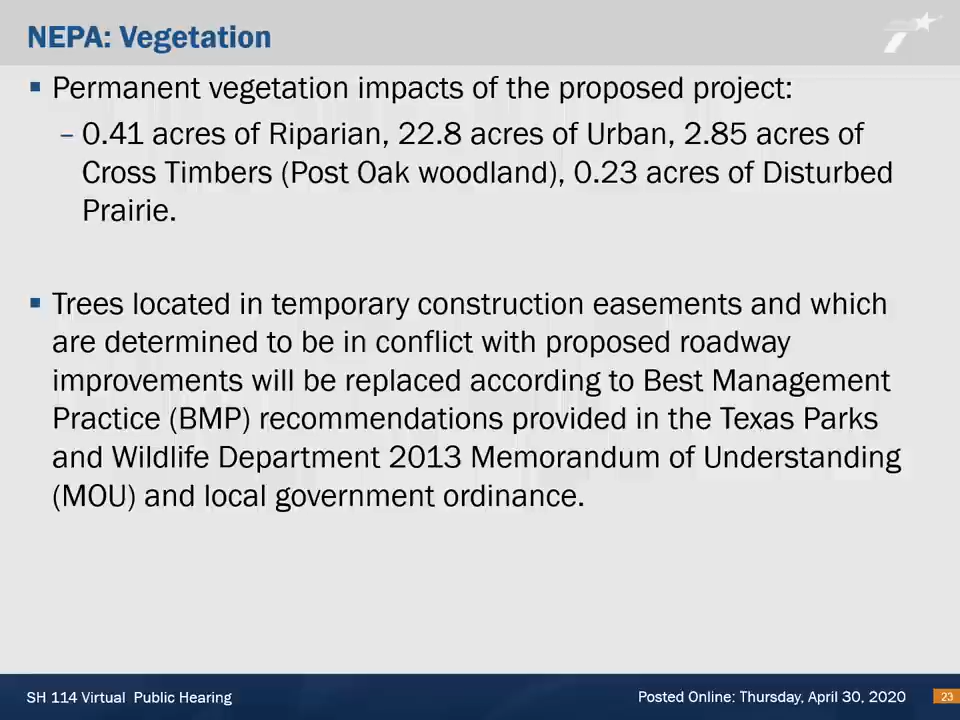 NEPA: Vegetation
▪ Permanent vegetation impacts of the proposed project:
– 0.41 acres of Riparian, 22.8 acres of Urban, 2.85 acres of
Cross Timbers (Post Oak woodland), 0.23 acres of Disturbed
Prairie.
▪ Trees located in temporary construction easements and which
are determined to be in conflict with proposed roadway
improvements will be replaced according to Best Management
Practice (BMP) recommendations provided in the Texas Parks
and Wildlife Department 2013 Memorandum of Understanding
(MOU) and local government ordinance.
SH 114 Virtual Public Hearing
Posted Online: Thursday, April 30, 2020
23